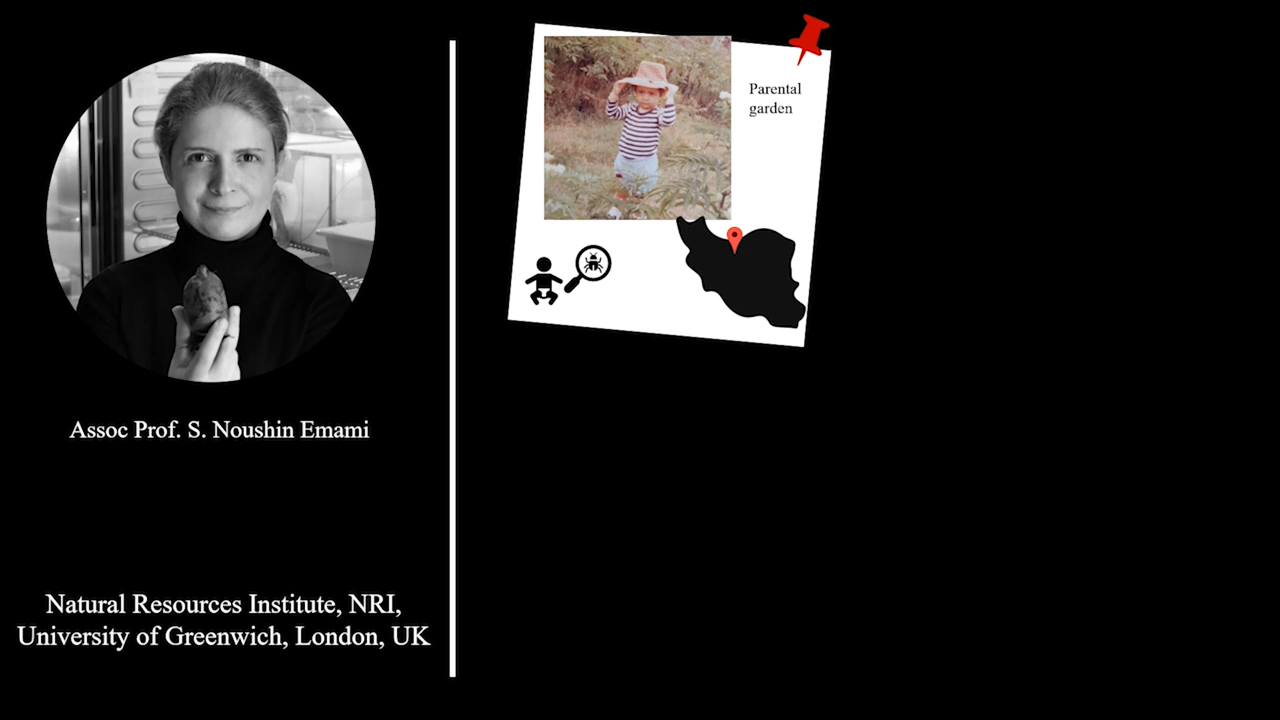 Parental
garden
Assoc Prof. S. Noushin Emami
Natural Resources Institute, NRI,
University of Greenwich, London, UK